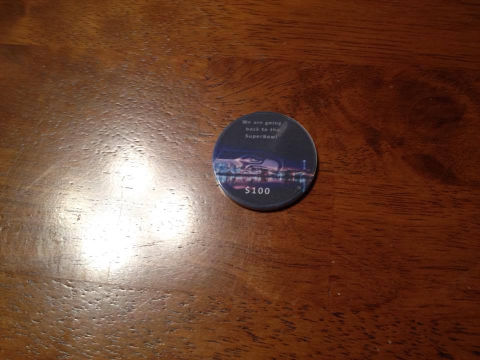 We are going
back to the
SuperBowl
$100